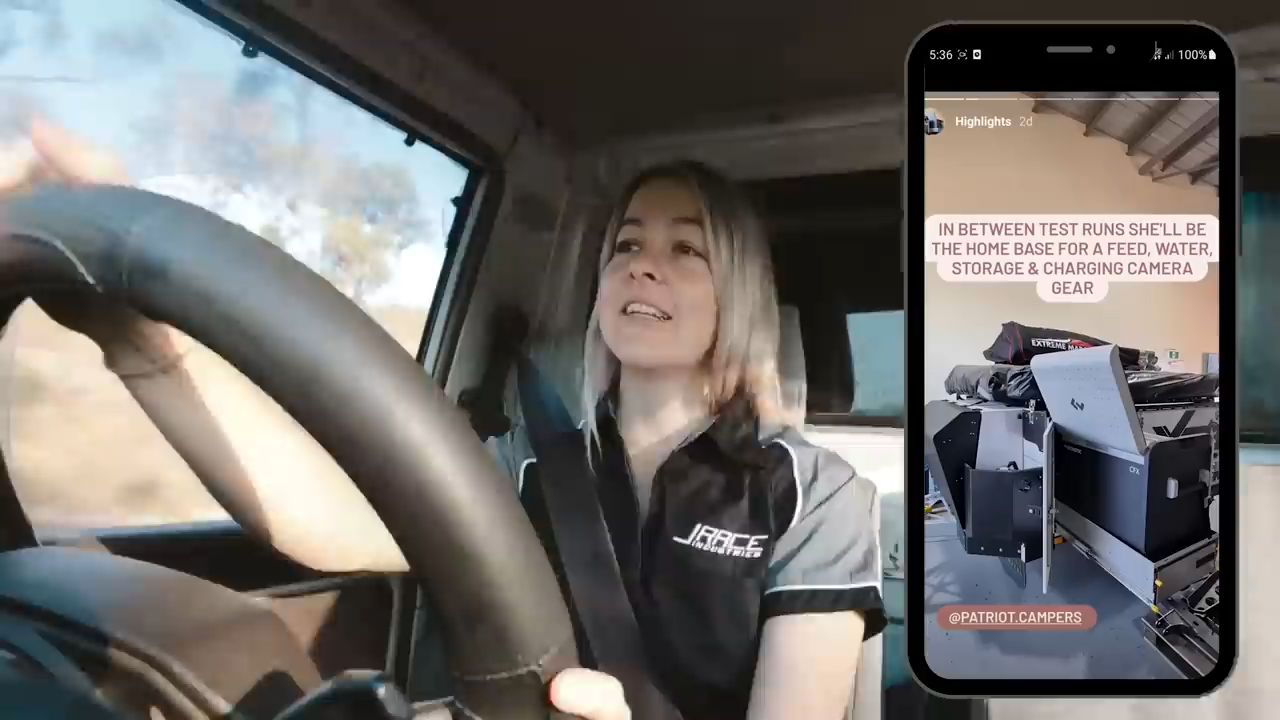 5:36
100%
Highlights 2d
IN BETWEEN TEST RUNS SHE'LL BE
THE HOME BASE FOR A FEED, WATER,
STORAGE & CHARGING CAMERA
GEAR
CFX
JRACE
INDUSTRIES
@PATRIOT.CAMPERS